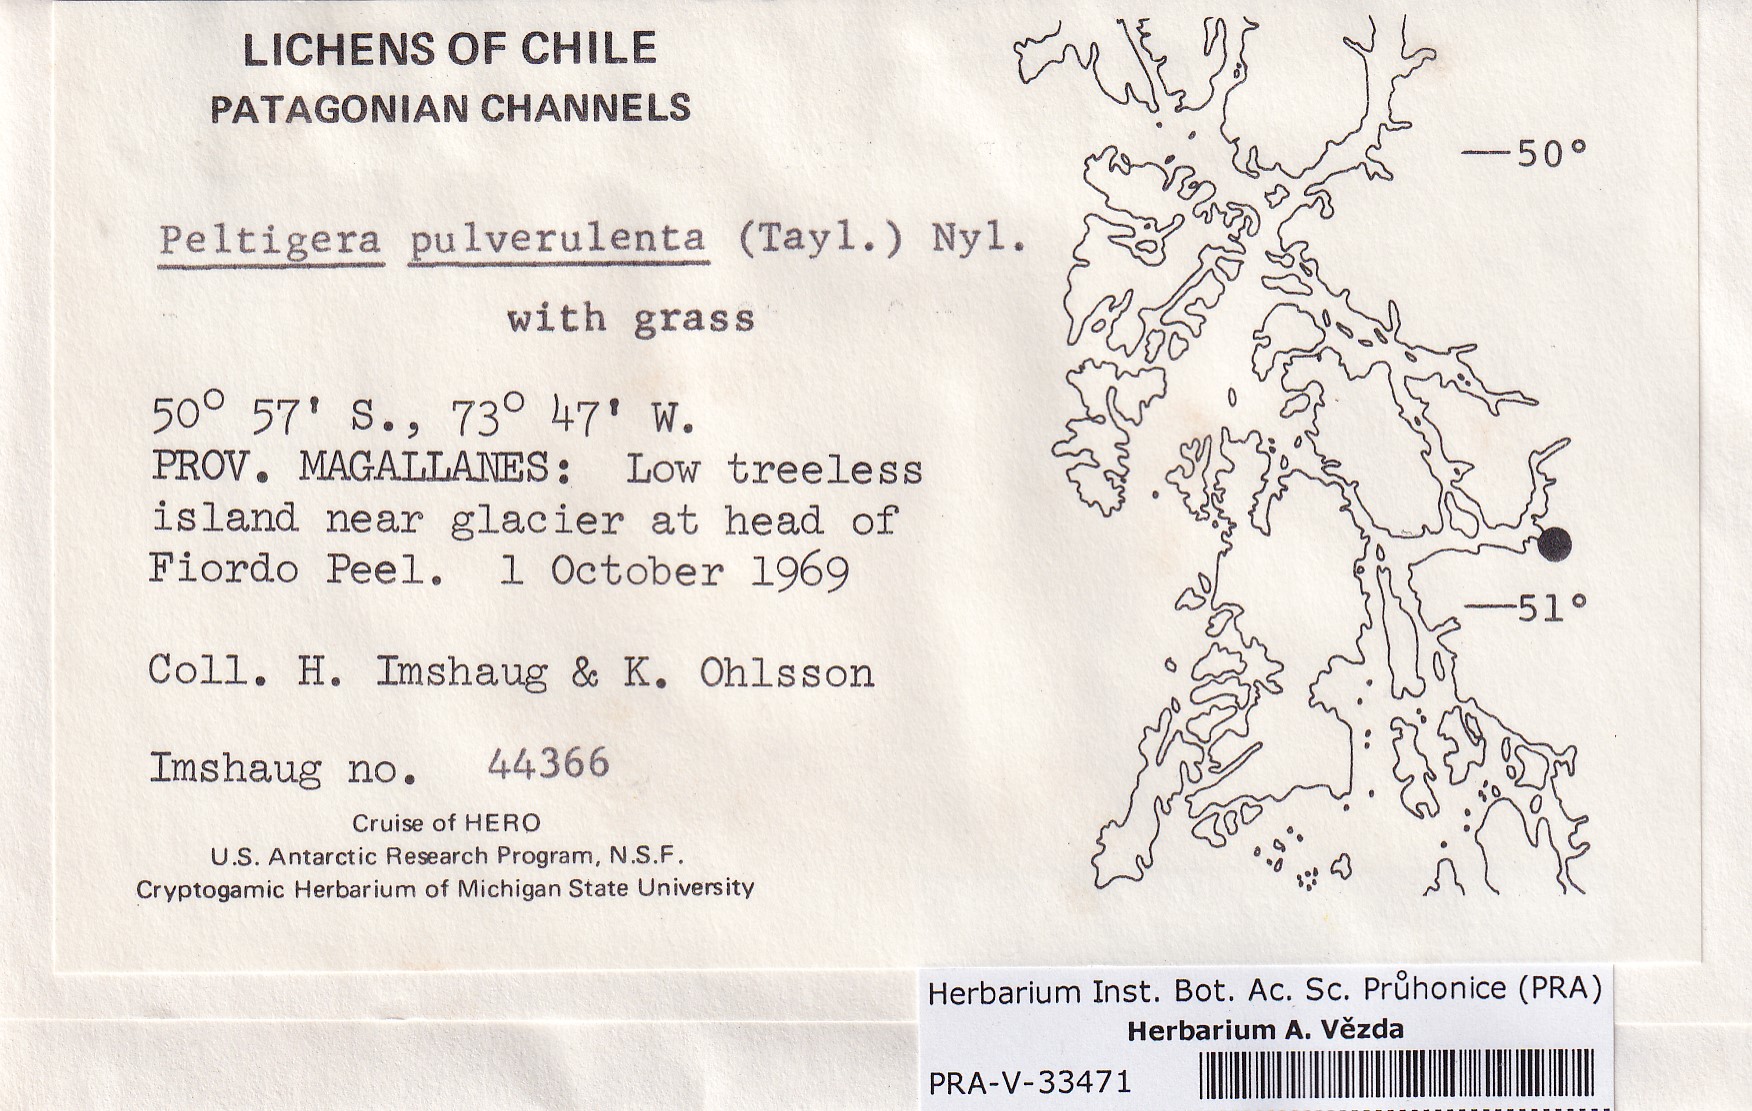 LICHENS OF CHILE
PATAGONIAN CHANNELS
Peltigera pulverulenta (Tayl.) Nyl.
with grass
50° 57' S., 73° 47' W.
PROV. MAGALLANES: Low treeless
island near glacier at head of
Fiordo Peel. 1 October 1969
Coll. H. Imshaug & K. Ohlsson
Imshaug no. 44366
Cruise of HERO
U.S. Antarctic Research Program, N.S.F.
Cryptogamic Herbarium of Michigan State University
—50°
—51°
Herbarium Inst. Bot. Ac. Sc. Průhonice (PRA)
Herbarium A. Vězda
PRA-V-33471